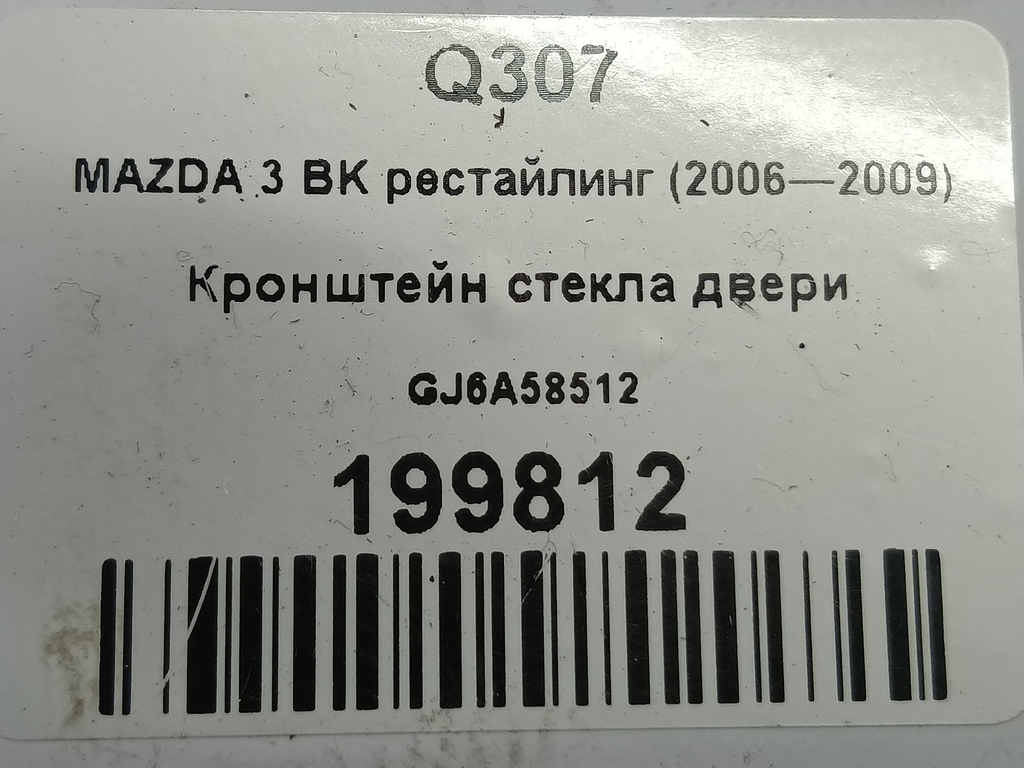 Q307
MAZDA 3 BK рестайлинг (2006—2009)
Кронштейн стекла двери
GJ6A58512
199812